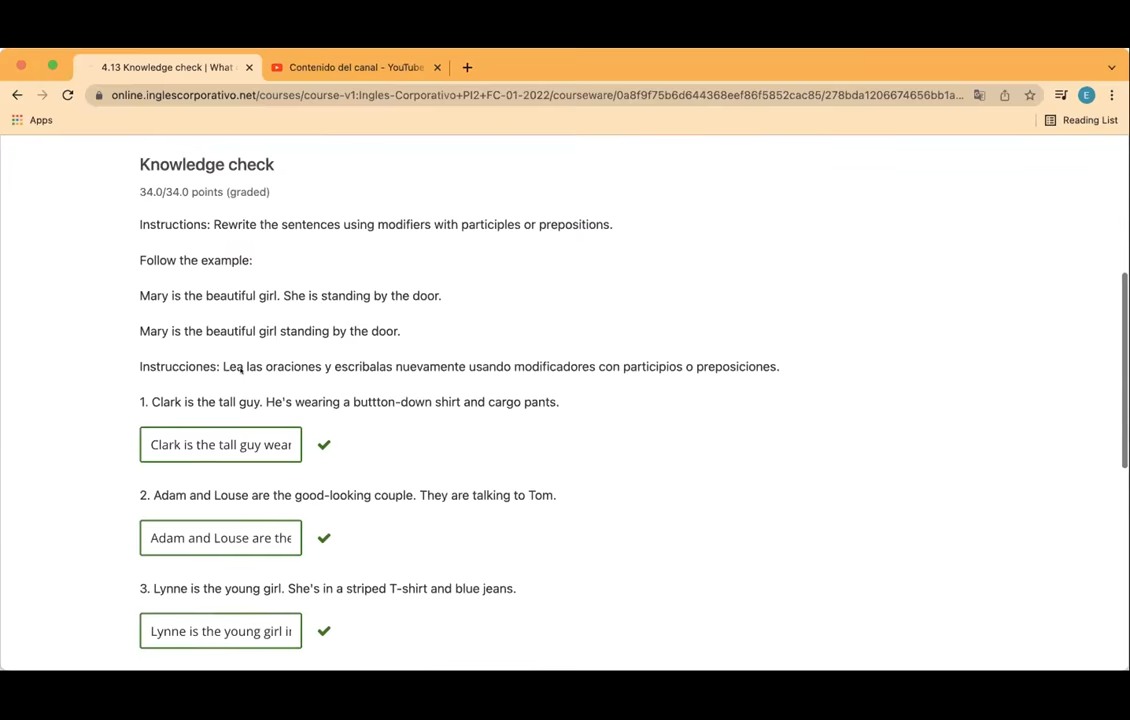 4.13 Knowledge check | What
Contenido del canal - YouTube
online.inglescorporativo.net/courses/course-v1:Ingles-Corporativo+PI2+FC-01-2022/courseware/0a8f9f75b6d644368eef86f5852cac85/278bda1206674656bb1a...
E
Apps
Reading List
Knowledge check
34.0/34.0 points (graded)
Instructions: Rewrite the sentences using modifiers with participles or prepositions.
Follow the example:
Mary is the beautiful girl. She is standing by the door.
Mary is the beautiful girl standing by the door.
Instrucciones: Lea las oraciones y escribalas nuevamente usando modificadores con participios o preposiciones.
1. Clark is the tall guy. He's wearing a buttton-down shirt and cargo pants.
Clark is the tall guy wear
2. Adam and Louse are the good-looking couple. They are talking to Tom.
Adam and Louse are the
3. Lynne is the young girl. She's in a striped T-shirt and blue jeans.
Lynne is the young girl in